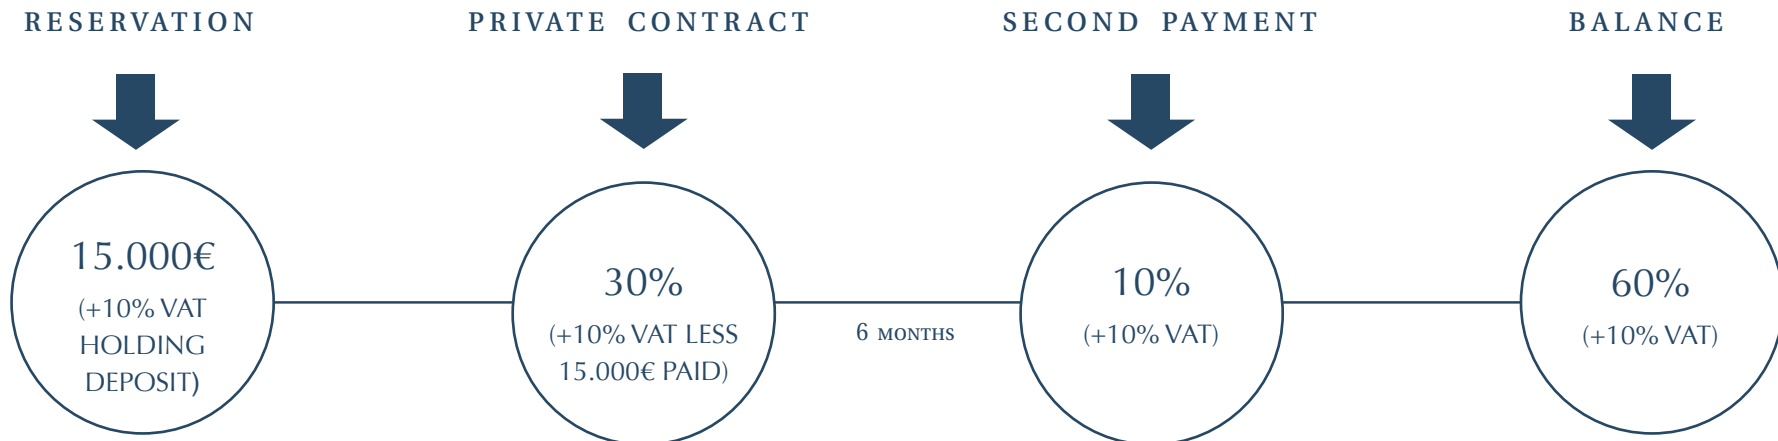 RESERVATION
PRIVATE CONTRACT
SECOND PAYMENT
BALANCE
15.000€
(+10% VAT
HOLDING
DEPOSIT)
30%
(+10% VAT LESS
15.000€ PAID)
6 MONTHS
10%
(+10% VAT)
60%
(+10% VAT)